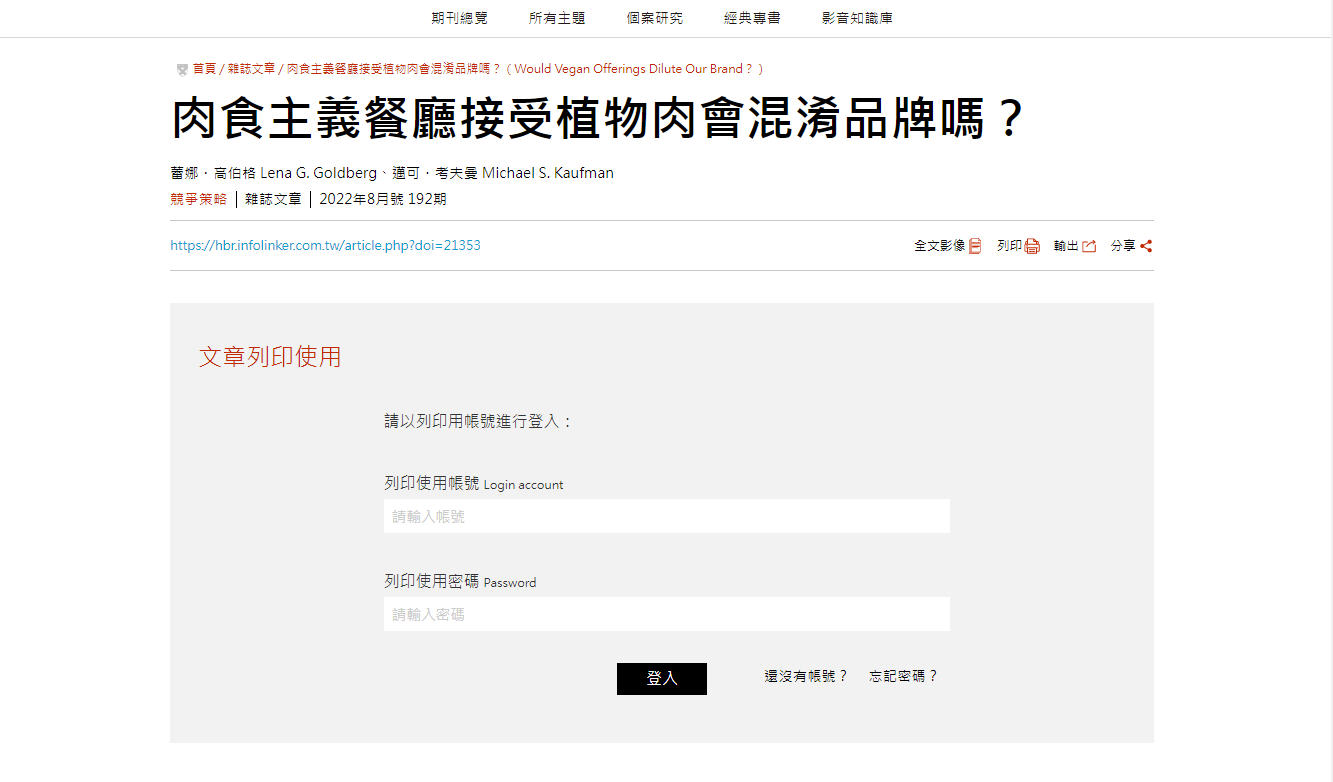 期刊總覽 所有主題 個案研究 經典專書 影音知識庫
首頁 / 雜誌文章 / 肉食主義餐廳接受植物肉會混淆品牌嗎？（ Would Vegan Offerings Dilute Our Brand？ ）
肉食主義餐廳接受植物肉會混淆品牌嗎？
蕾娜．高伯格 Lena G. Goldberg、邁可．考夫曼 Michael S. Kaufman
競爭策略 | 雜誌文章 | 2022年8月號 192期
https://hbr.infolinker.com.tw/article.php?doi=21353 全文影像 列印 輸出 分享
文章列印使用
請以列印用帳號進行登入：
列印使用帳號 Login account
請輸入帳號
列印使用密碼 Password
請輸入密碼
登入 還沒有帳號？ 忘記密碼？